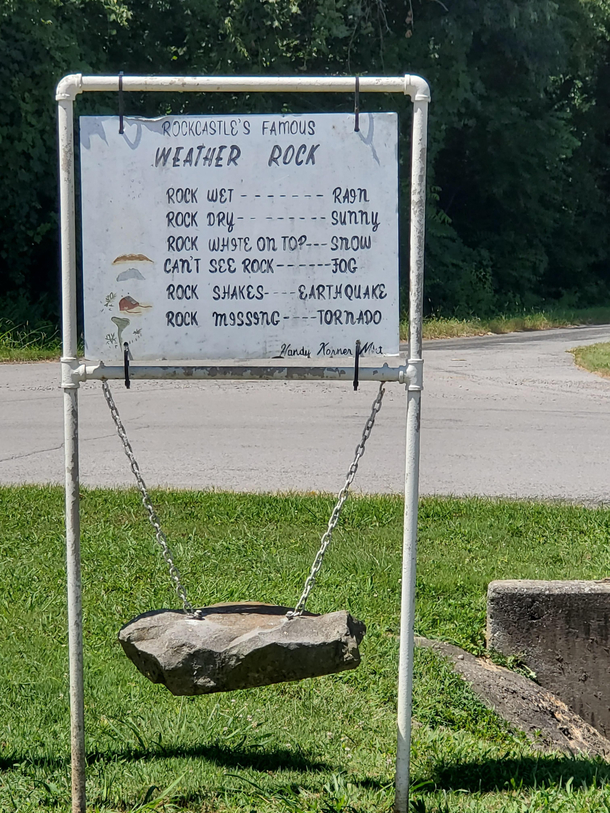 ROCKCASTLE'S FAMOUS
WEATHER ROCK
ROCK WET --------- RAIN
ROCK DRY--------- SUNNY
ROCK WHITE ON TOP--- SNOW
CAN'T SEE ROCK------- FOG
ROCK SHAKES---- EARTHQUAKE
ROCK MISSING---- TORNADO
Handy Korner Mkt